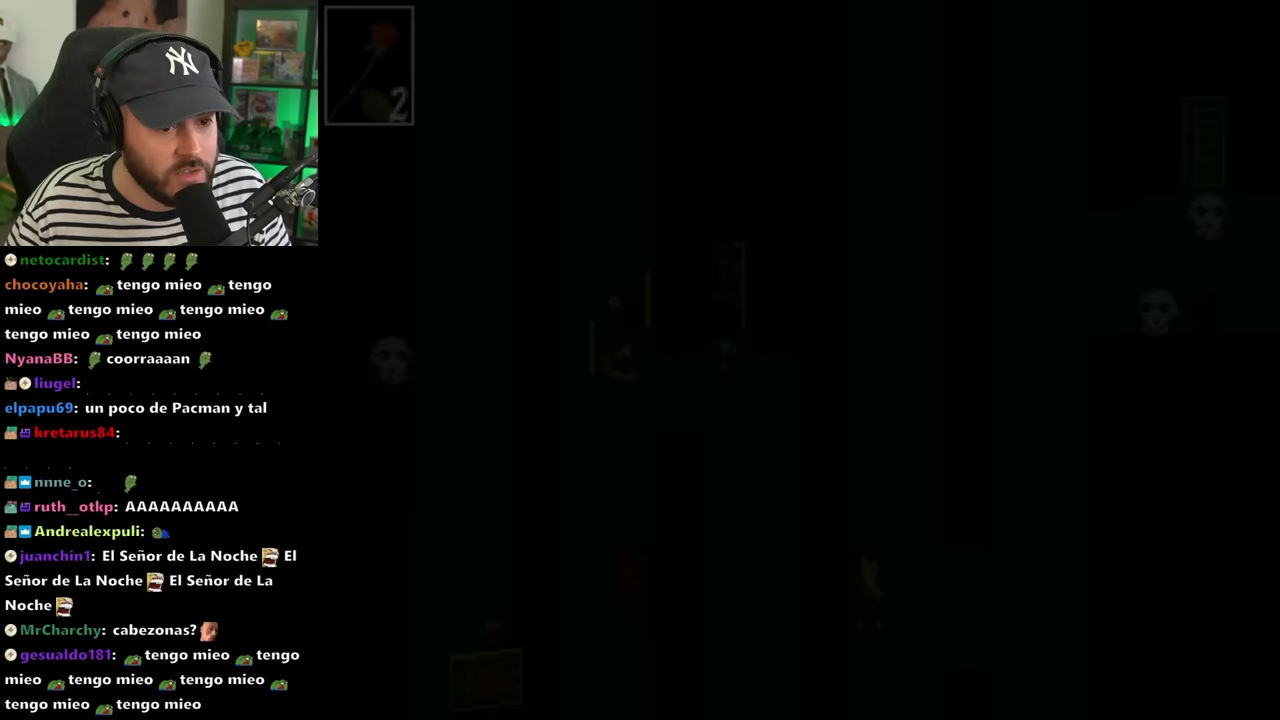 NY
2
netocardist:
chocoyaha: tengo mieo tengo
mieo tengo mieo tengo mieo
tengo mieo tengo mieo
NyanaBB: coorraaaan
liugel:
elpapu69: un poco de Pacman y tal
kretarus84:
nnne_o:
ruth__otkp: AAAAAAAAAA
Andrealexpuli:
juanchin1: El Señor de La Noche El
Señor de La Noche El Señor de La
Noche
MrCharchy: cabezonas?
gesualdo181: tengo mieo tengo
mieo tengo mieo tengo mieo
tengo mieo tengo mieo